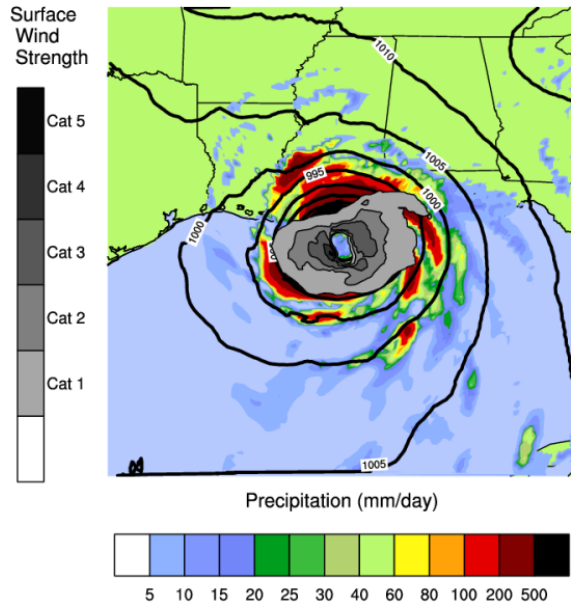 Surface
Wind
Strength
Cat 5
Cat 4
Cat 3
Cat 2
Cat 1
1010
1005
995
1000
1000
1005
Precipitation (mm/day)
5 10 15 20 25 30 40 60 80 100 200 500